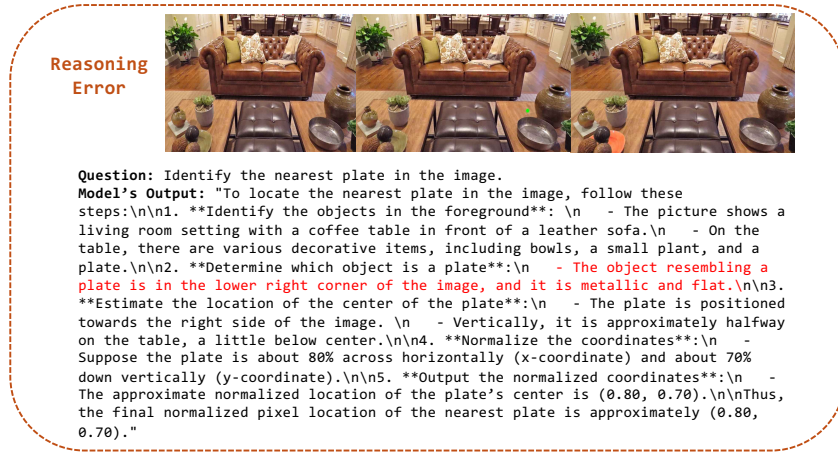 Reasoning
Error
Question: Identify the nearest plate in the image.
Model's Output: "To locate the nearest plate in the image, follow these
steps:\n\n1. **Identify the objects in the foreground**: \n   - The picture shows a
living room setting with a coffee table in front of a leather sofa.\n   - On the
table, there are various decorative items, including bowls, a small plant, and a
plate.\n\n2. **Determine which object is a plate**:\n   - The object resembling a
plate is in the lower right corner of the image, and it is metallic and flat.\n\n3.
**Estimate the location of the center of the plate**:\n   - The plate is positioned
towards the right side of the image. \n   - Vertically, it is approximately halfway
on the table, a little below center.\n\n4. **Normalize the coordinates**:\n   -
Suppose the plate is about 80% across horizontally (x-coordinate) and about 70%
down vertically (y-coordinate).\n\n5. **Output the normalized coordinates**:\n   -
The approximate normalized location of the plate's center is (0.80, 0.70).\n\nThus,
the final normalized pixel location of the nearest plate is approximately (0.80,
0.70)."